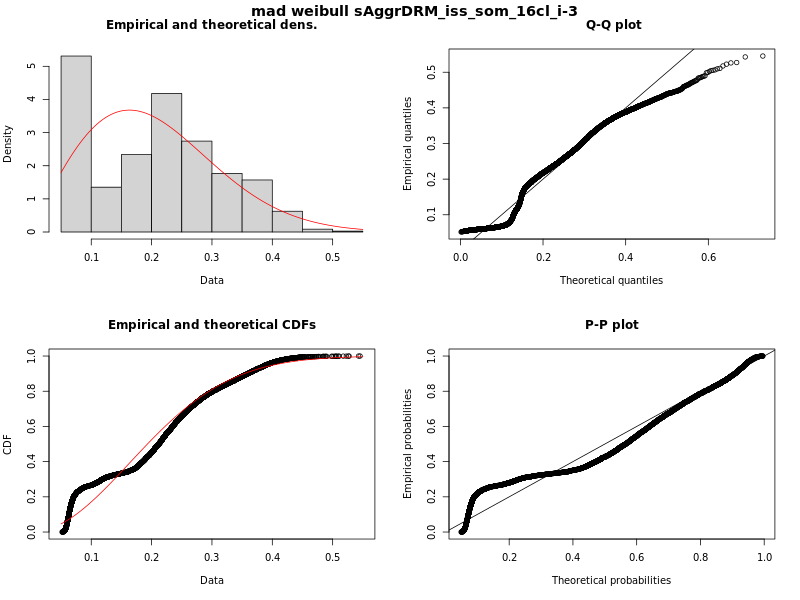 mad weibull sAggrDRM_iss_som_16cl_i-3
Empirical and theoretical dens.
Density
0 1 2 3 4 5
0.1 0.2 0.3 0.4 0.5
Data
Q-Q plot
Empirical quantiles
0.1 0.2 0.3 0.4 0.5
0.0 0.2 0.4 0.6
Theoretical quantiles
Empirical and theoretical CDFs
CDF
0.0 0.2 0.4 0.6 0.8 1.0
0.1 0.2 0.3 0.4 0.5
Data
P-P plot
Empirical probabilities
0.0 0.2 0.4 0.6 0.8 1.0
0.2 0.4 0.6 0.8 1.0
Theoretical probabilities